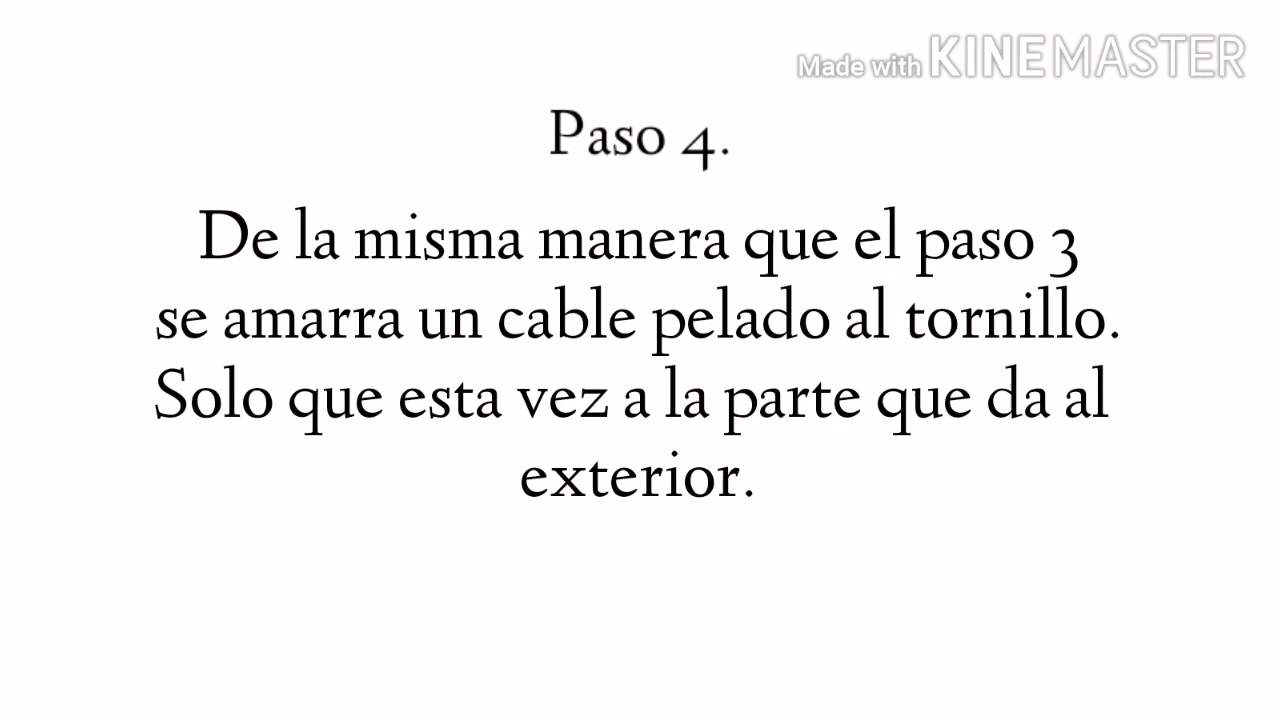 Made with KINEMASTER
Paso 4.
De la misma manera que el paso 3
se amarra un cable pelado al tornillo.
Solo que esta vez a la parte que da al
exterior.